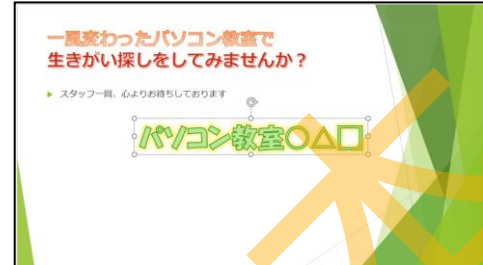 一風変わったパソコン教室で
生きがい探しをしてみませんか？
スタッフ一同、心よりお待ちしております
パソコン教室○△□